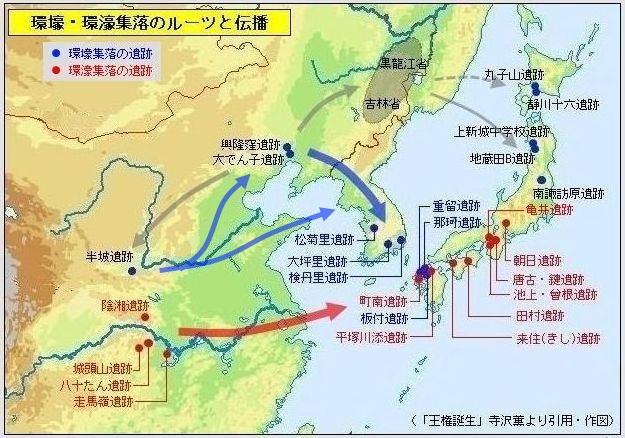 環壕・環濠集落のルーツと伝播
環壕集落の遺跡
環濠集落の遺跡
黒龍江省
吉林省
丸子山遺跡
静川十六遺跡
上新城中学校遺跡
地蔵田B遺跡
南諏訪原遺跡
興隆窪遺跡
大でん子遺跡
重留遺跡
那珂遺跡
亀井遺跡
松菊里遺跡
大坪里遺跡
検丹里遺跡
半坡遺跡
朝日遺跡
唐古・鍵遺跡
池上・曽根遺跡
陰湘遺跡
町南遺跡
板付遺跡
平塚川添遺跡
田村遺跡
来住(きし)遺跡
城頭山遺跡
八十たん遺跡
走馬嶺遺跡
(「王権誕生」寺沢薫より引用・作図)